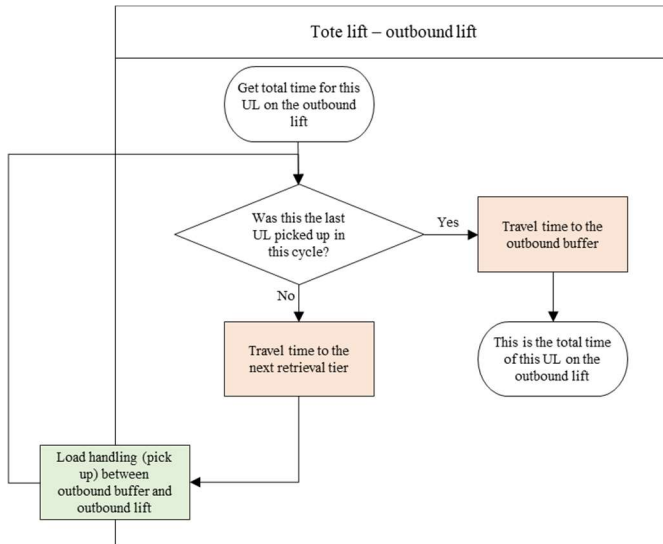 Tote lift – outbound lift
Get total time for this
UL on the outbound
lift
Was this the last
UL picked up in
this cycle?
Yes
Travel time to the
outbound buffer
No
Travel time to the
next retrieval tier
This is the total time
of this UL on the
outbound lift
Load handling (pick
up) between
outbound buffer and
outbound lift